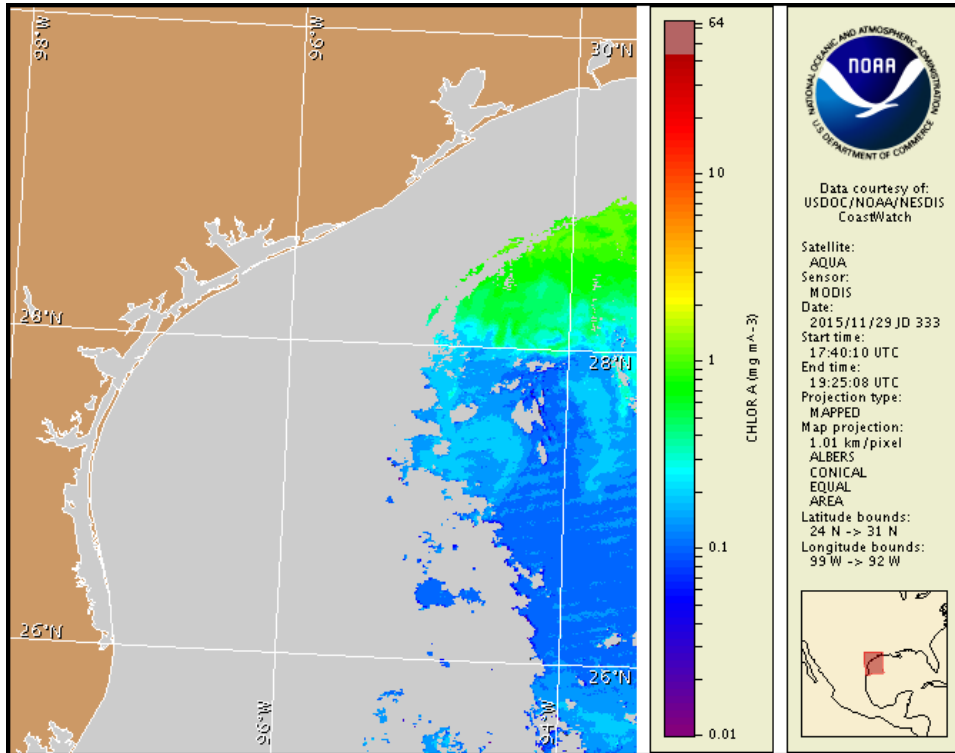 98°W
96°W
30°N
28°N
28°N
26°N
26°N
96°W
94°W
64
10
1
0.1
0.01
CHLOR A (mg m^-3)
NATIONAL OCEANIC AND ATMOSPHERIC ADMINISTRATION
NOAA
U.S. DEPARTMENT OF COMMERCE
Data courtesy of:
USDOC/NOAA/NESDIS
CoastWatch
Satellite:
AQUA
Sensor:
MODIS
Date:
2015/11/29 JD 333
Start time:
17:40:10 UTC
End time:
19:25:08 UTC
Projection type:
MAPPED
Map projection:
1.01 km/pixel
ALBERS
CONICAL
EQUAL
AREA
Latitude bounds:
24 N -> 31 N
Longitude bounds:
99 W -> 92 W